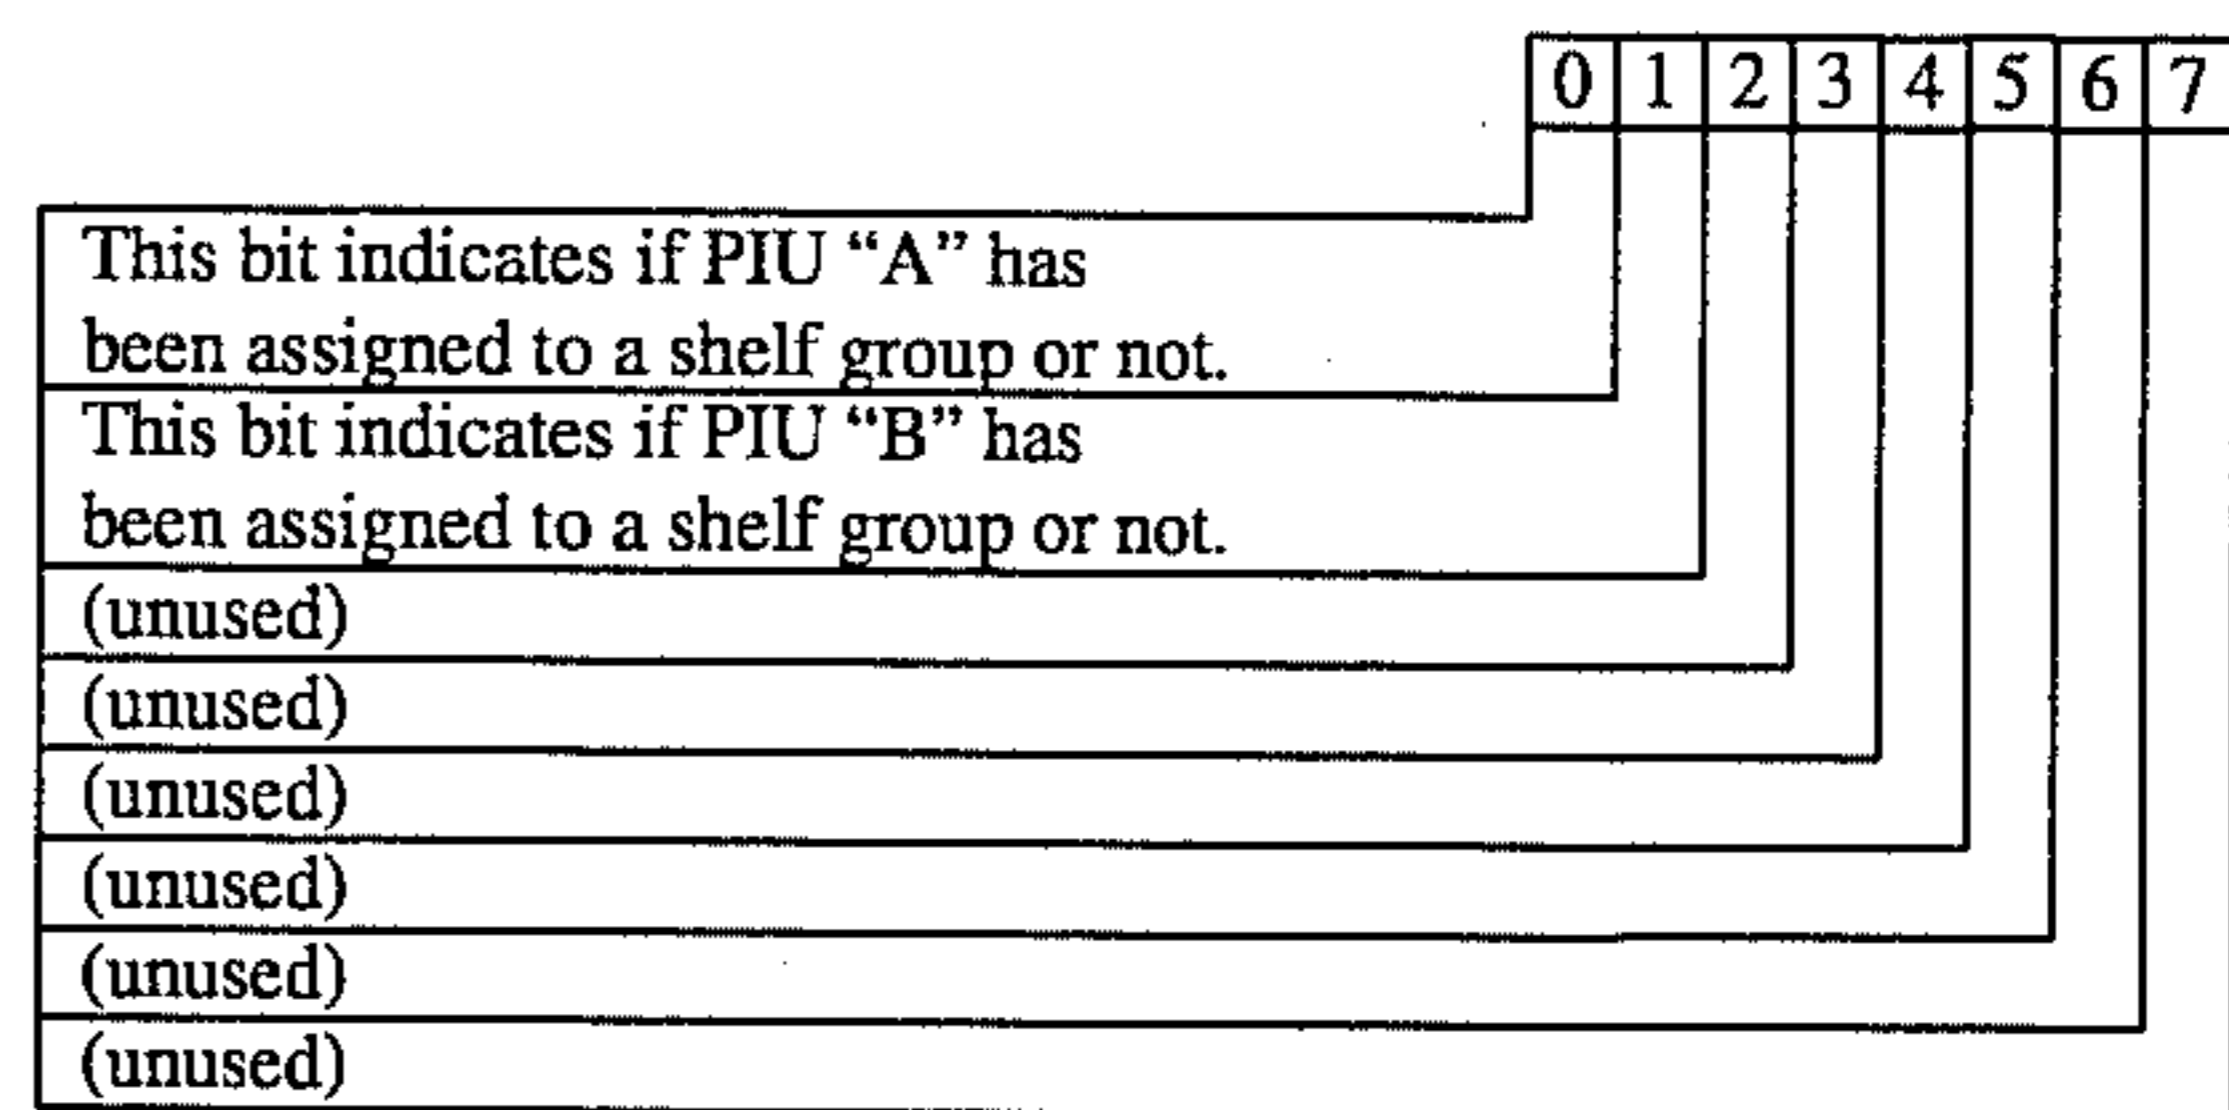 0 1 2 3 4 5 6 7
This bit indicates if PIU “A” has
been assigned to a shelf group or not.
This bit indicates if PIU “B” has
been assigned to a shelf group or not.
(unused)
(unused)
(unused)
(unused)
(unused)
(unused)